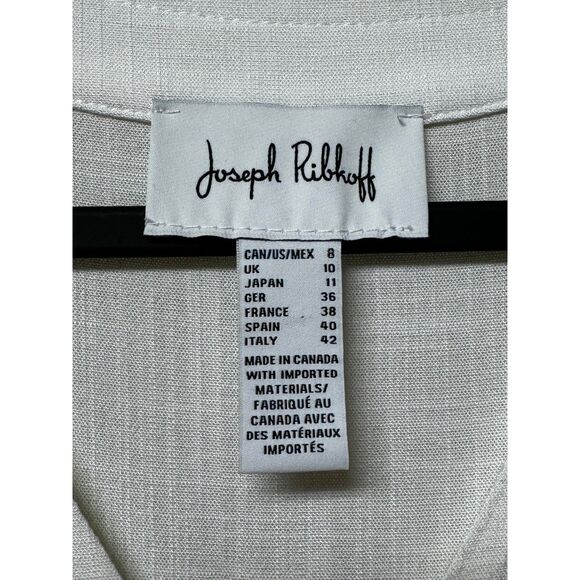 Joseph Ribkoff
CAN/US/MEX 8
UK 10
JAPAN 11
GER 36
FRANCE 38
SPAIN 40
ITALY 42
MADE IN CANADA
WITH IMPORTED
MATERIALS/
FABRIQUÉ AU
CANADA AVEC
DES MATÉRIAUX
IMPORTÉS